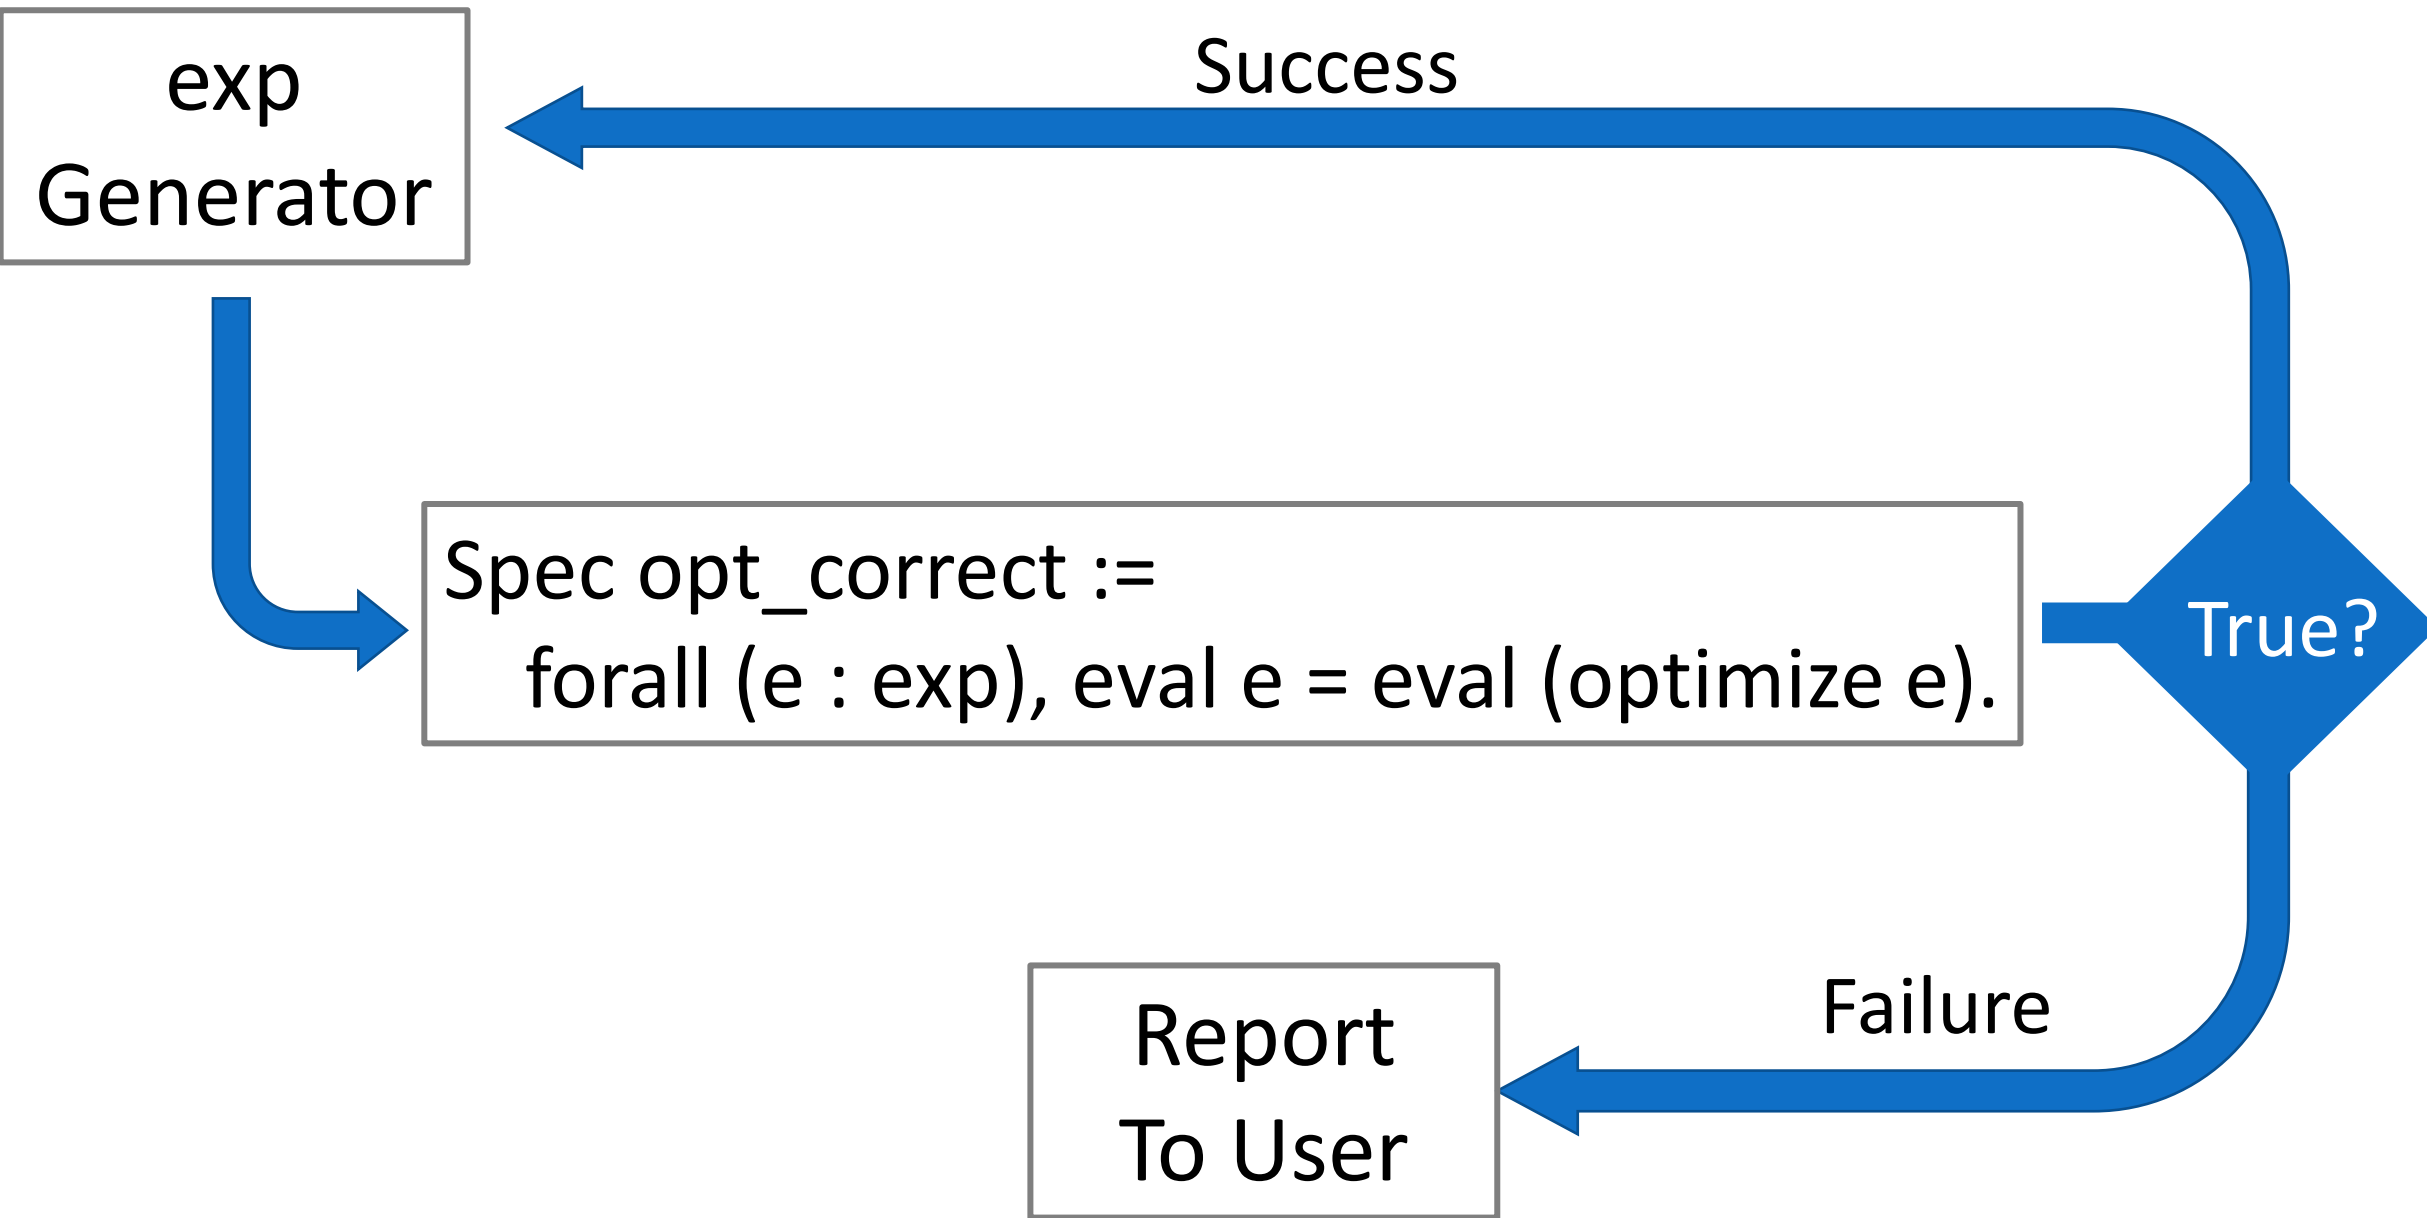 exp
Generator
Success
Spec opt_correct :=
forall (e : exp), eval e = eval (optimize e).
True?
Failure
Report
To User